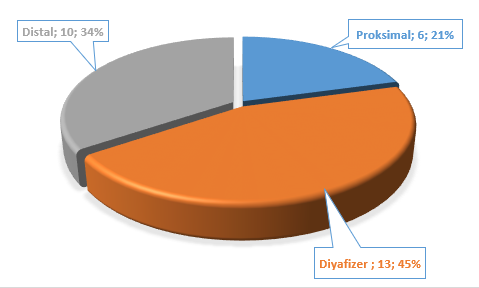 Distal; 10; 34%
Proksimal; 6; 21%
Diyafizer ; 13; 45%